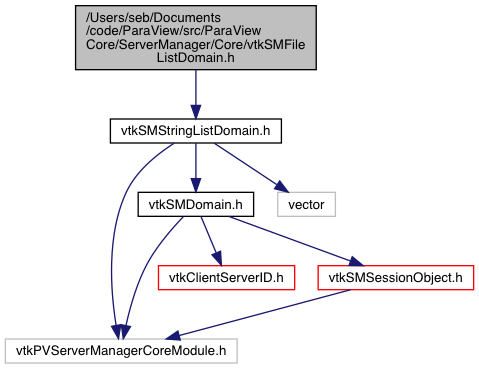 /Users/seb/Documents
/code/ParaView/src/ParaView
Core/ServerManager/Core/vtkSMFile
ListDomain.h
vtkSMStringListDomain.h
vtkSMDomain.h
vector
vtkClientServerID.h
vtkSMSessionObject.h
vtkPVServerManagerCoreModule.h